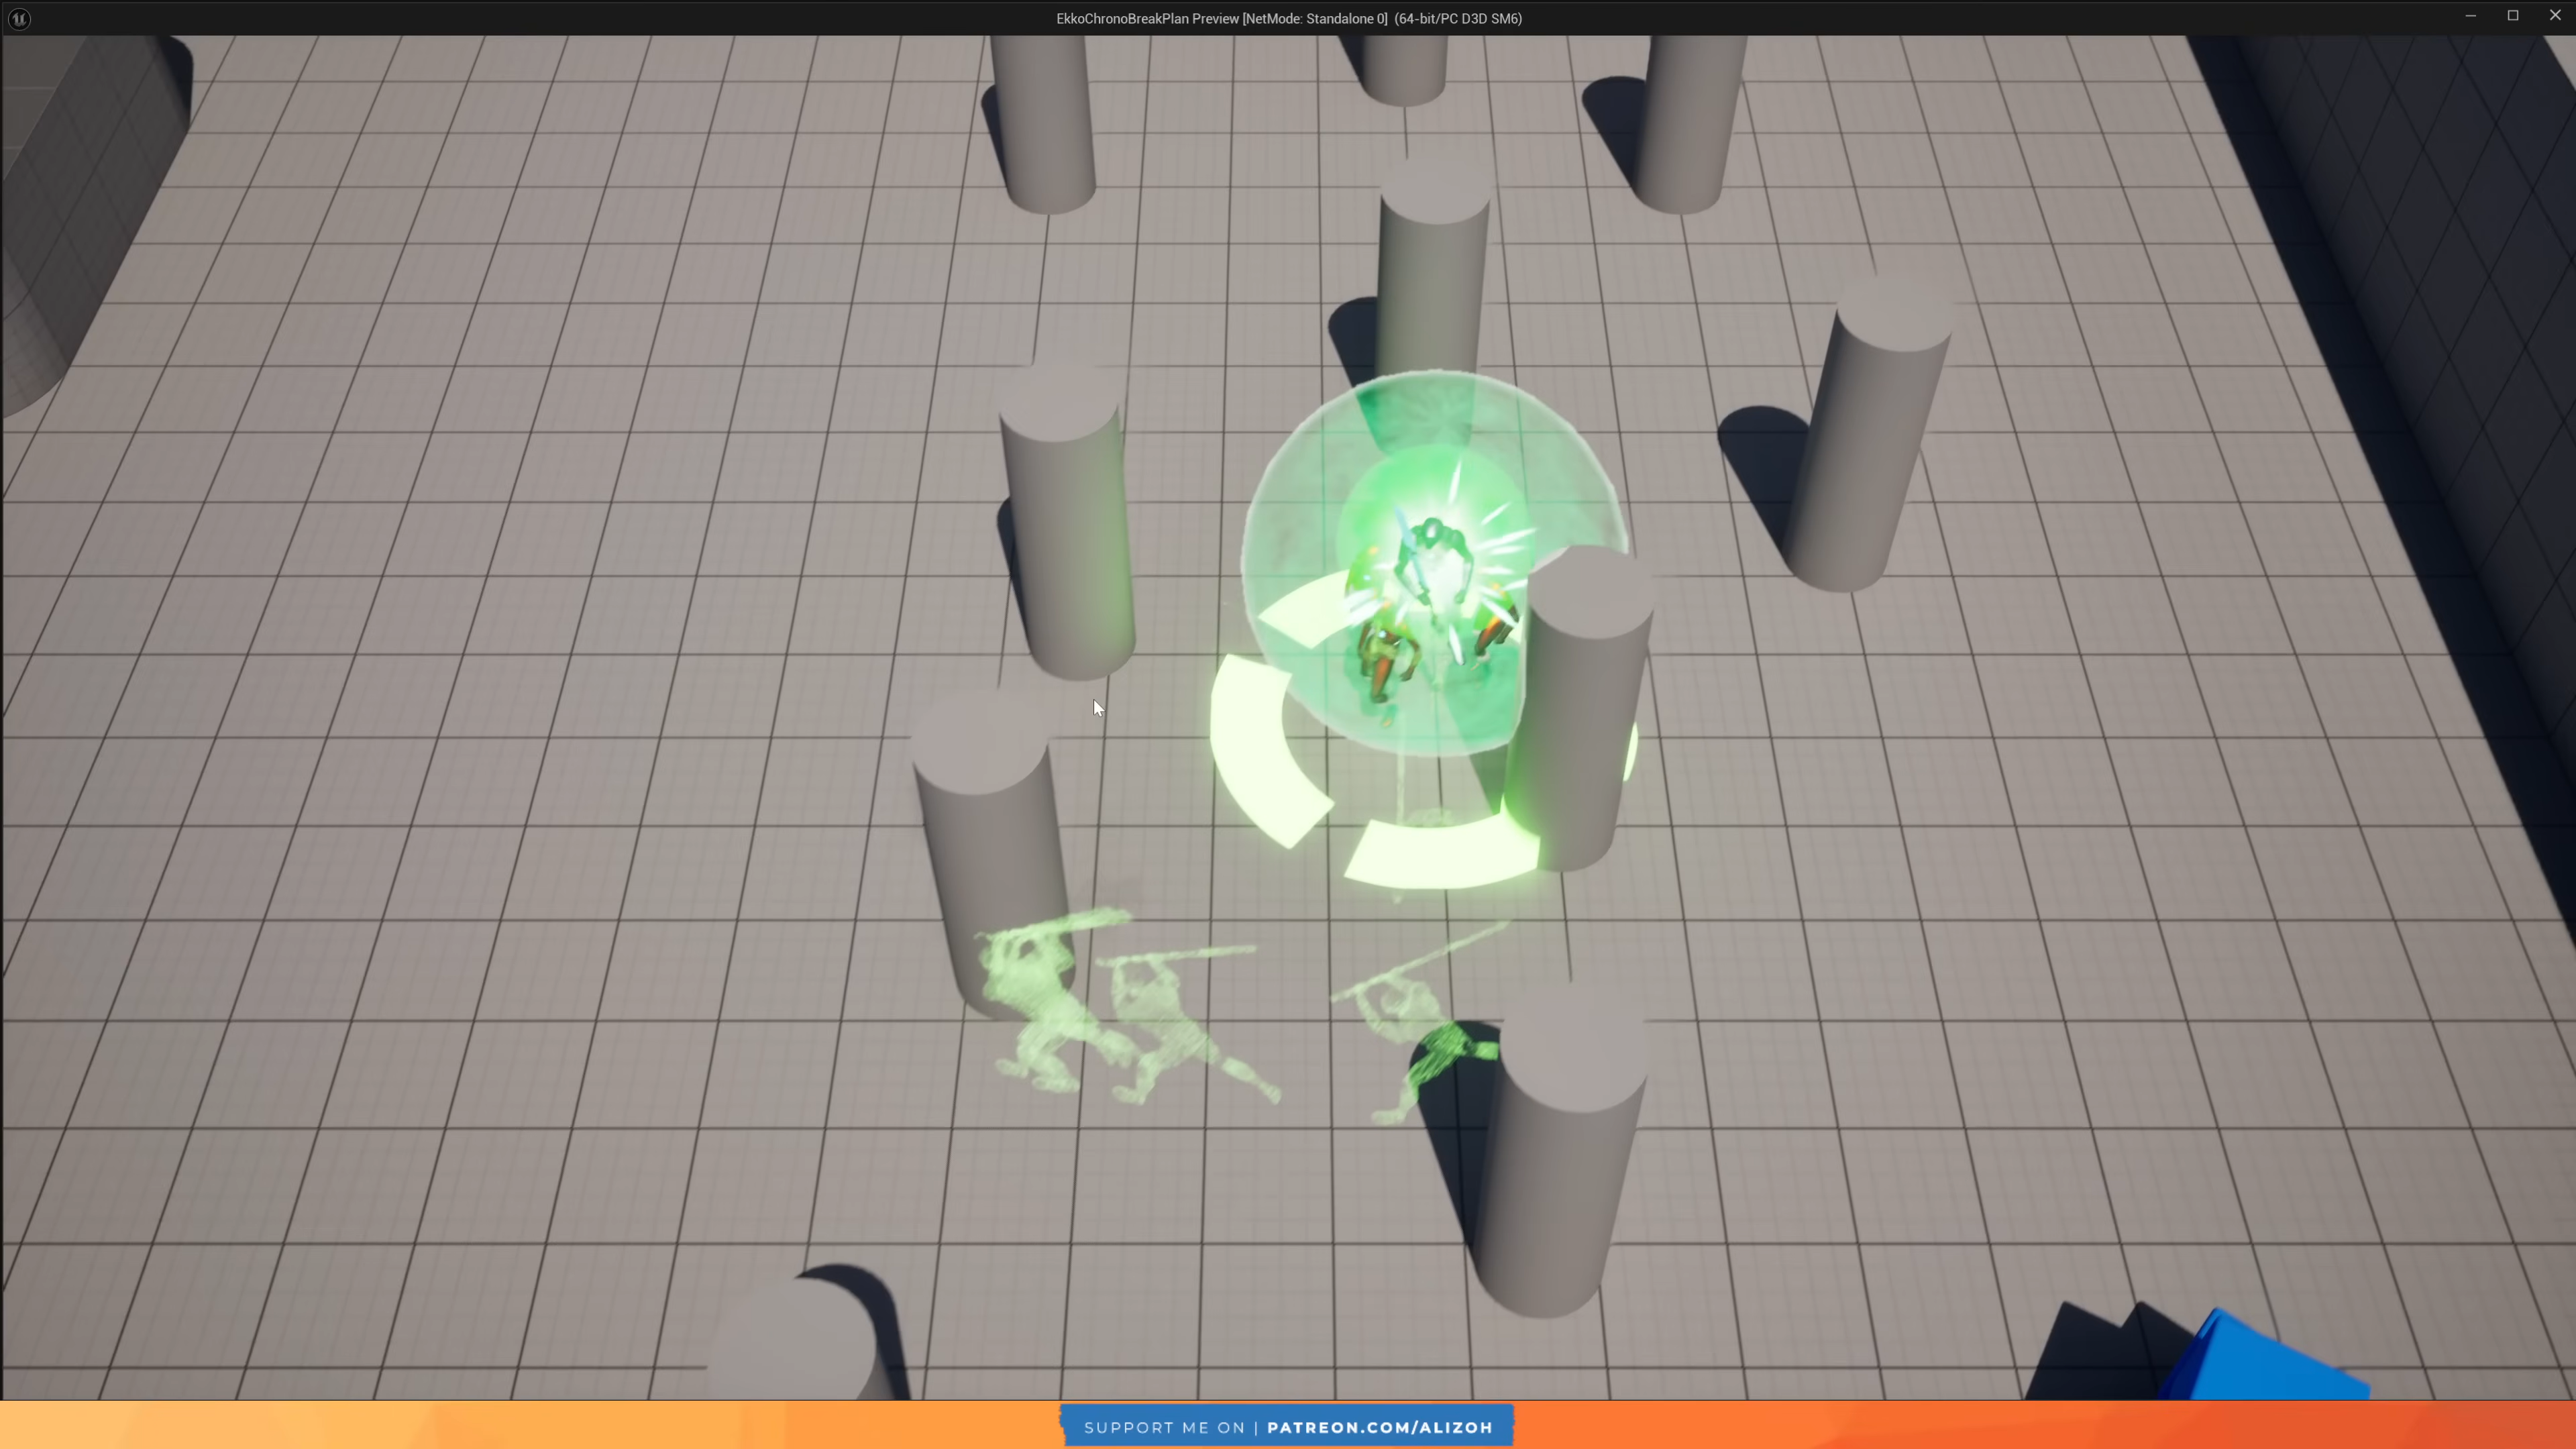 EkkoChronoBreakPlan Preview [NetMode: Standalone 0] (64-bit/PC D3D SM6)
SUPPORT ME ON | PATREON.COM/ALIZOH